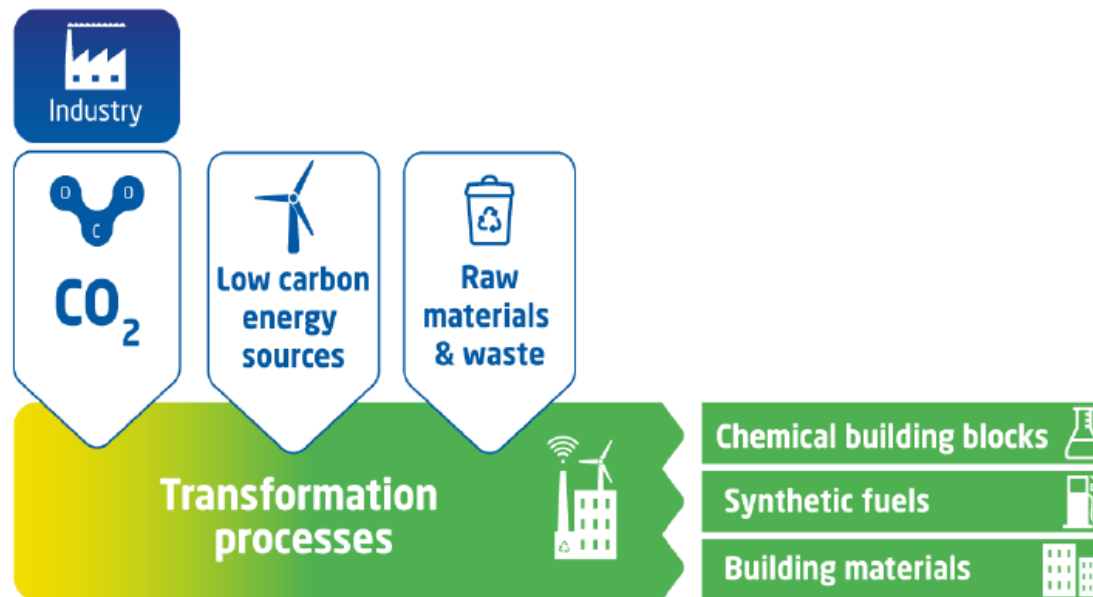 Industry
O O
C
CO2
Low carbon
energy
sources
Raw
materials
& waste
Transformation
processes
Chemical building blocks
Synthetic fuels
Building materials